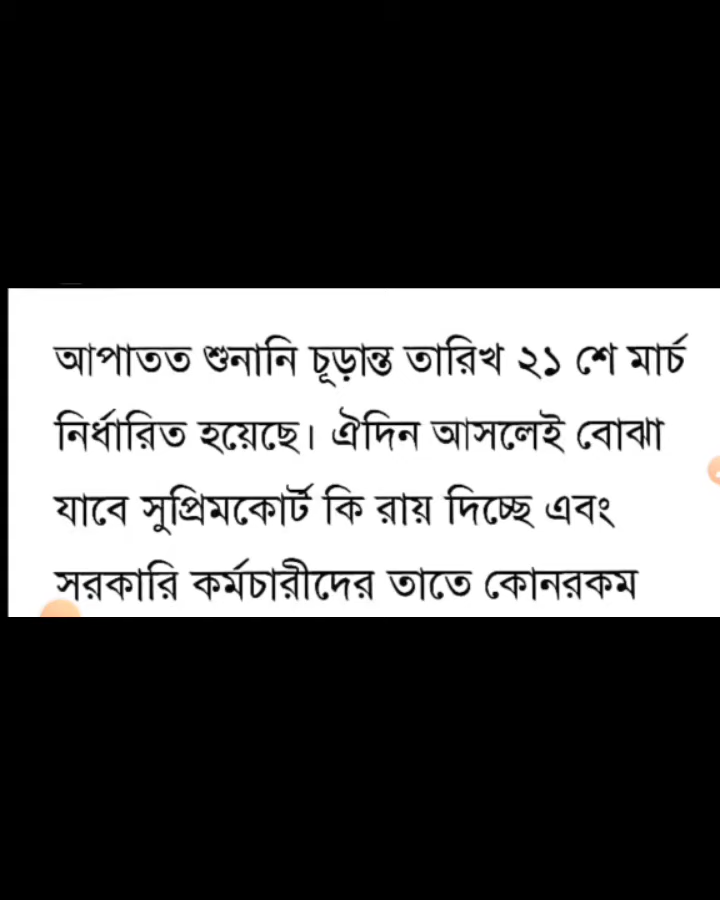 আপাতত শুনানি চূড়ান্ত তারিখ ২১ শে মার্চ
নির্ধারিত হয়েছে। ঐদিন আসলেই বোঝা
যাবে সুপ্রিমকোর্ট কি রায় দিচ্ছে এবং
সরকারি কর্মচারীদের তাতে কোনরকম